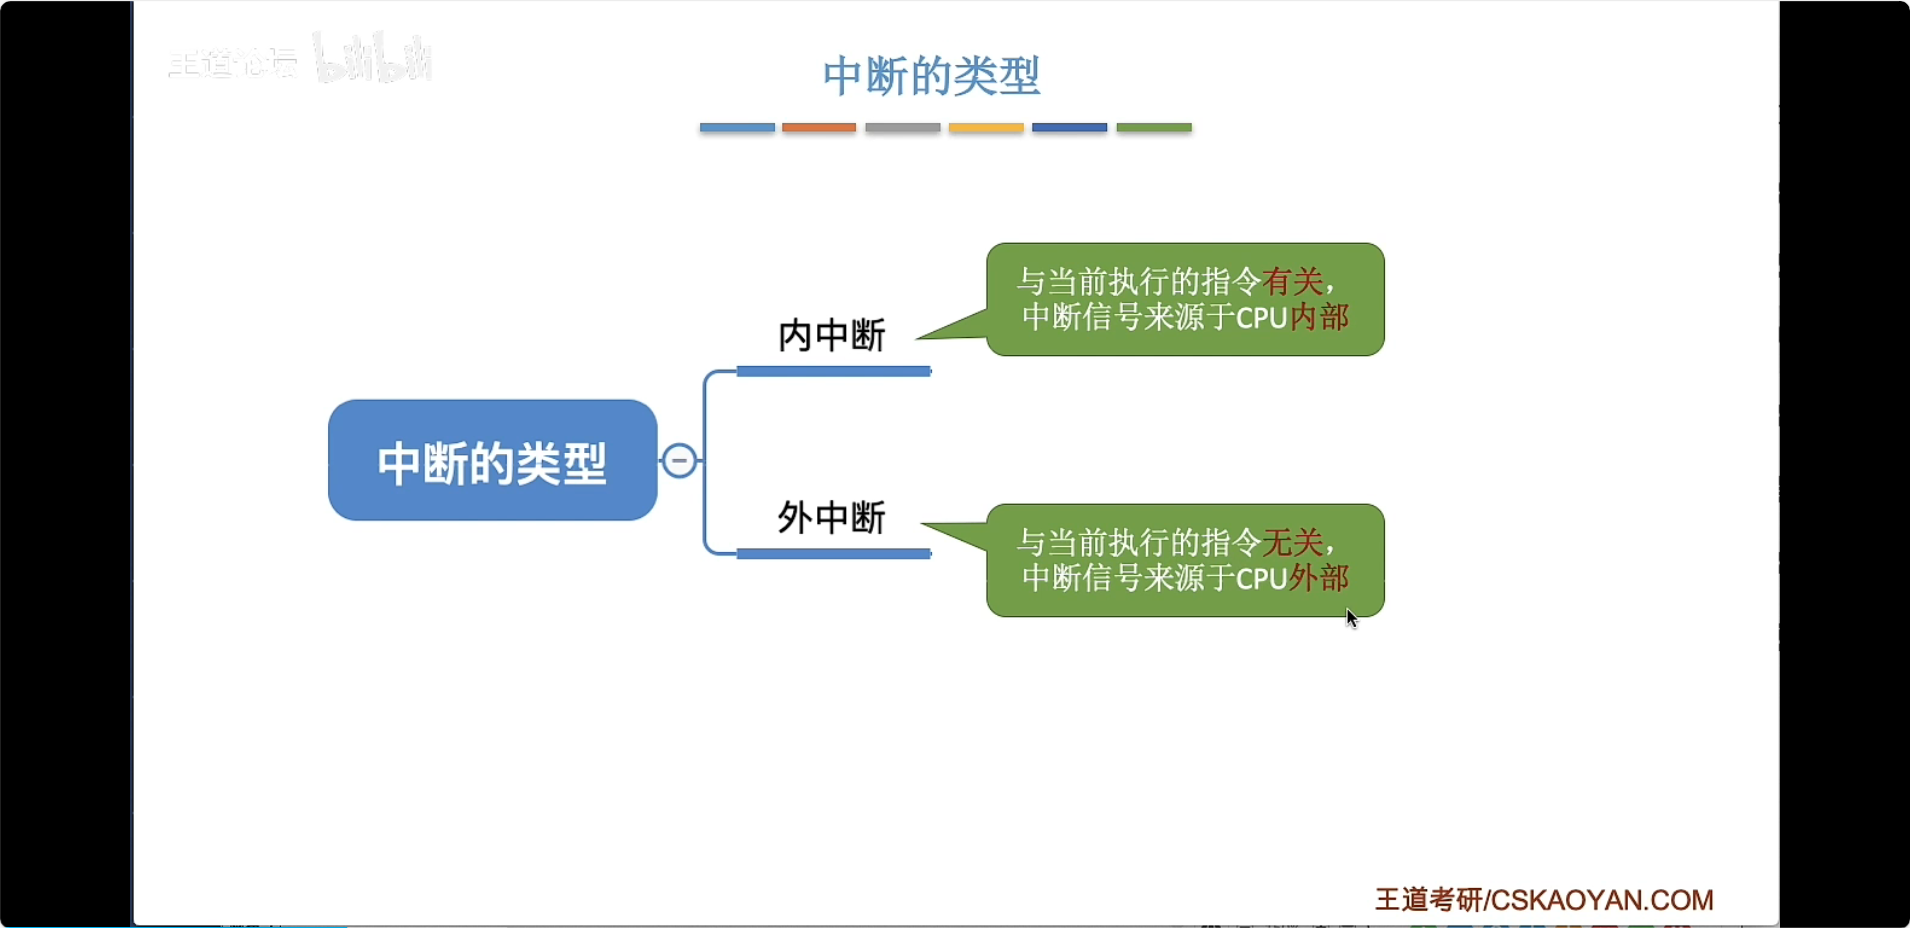 王道论坛 bilibili
中断的类型
与当前执行的指令有关，
中断信号来源于CPU内部
内中断
中断的类型
外中断
与当前执行的指令无关，
中断信号来源于CPU外部
王道考研/CSKAOYAN.COM